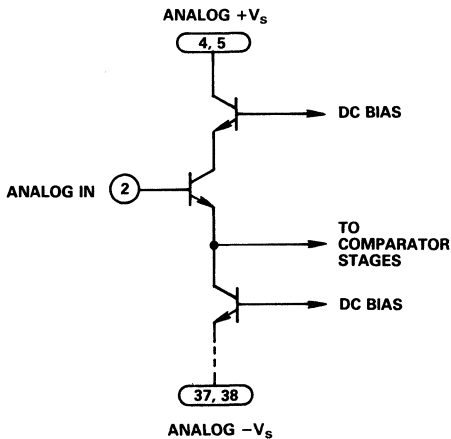 ANALOG +Vs
4, 5
DC BIAS
ANALOG IN
2
TO
COMPARATOR
STAGES
DC BIAS
37, 38
ANALOG –Vs